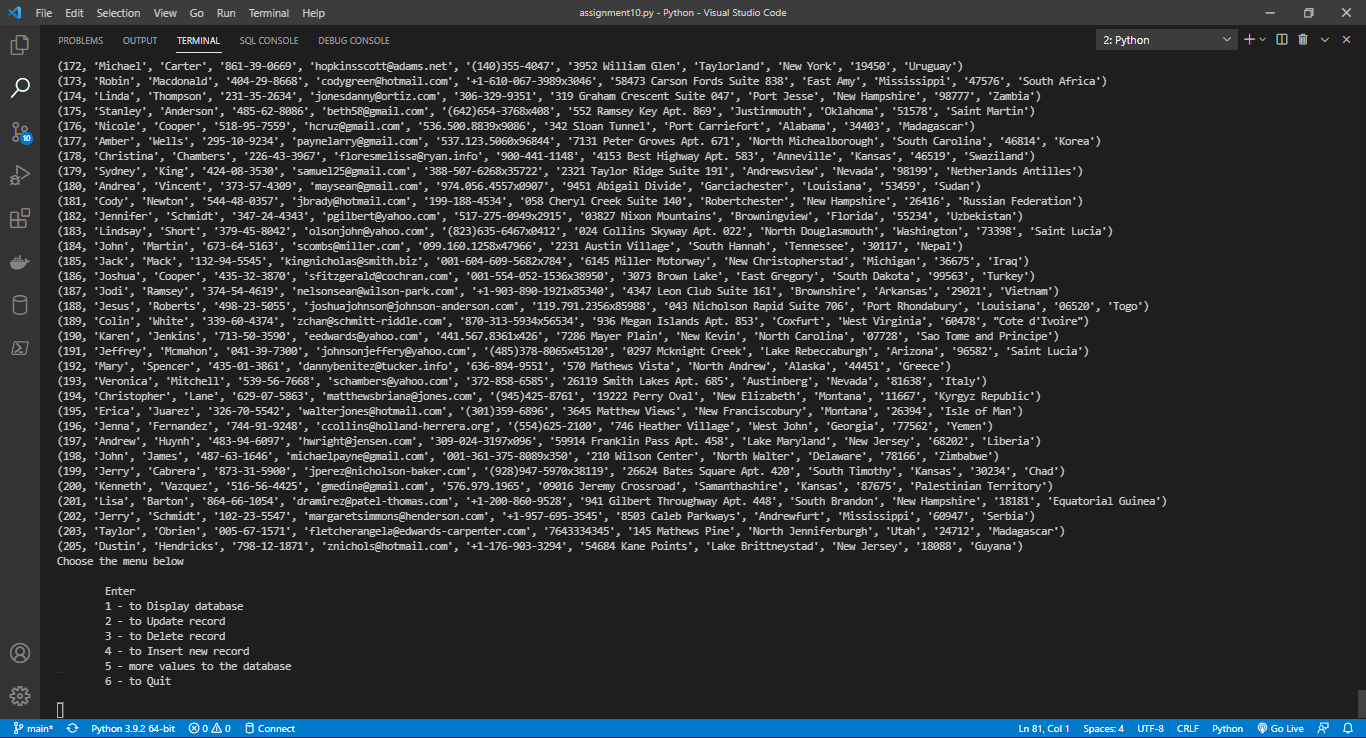 File Edit Selection View Go Run Terminal Help assignment10.py - Python - Visual Studio Code
PROBLEMS OUTPUT TERMINAL SQL CONSOLE DEBUG CONSOLE 2: Python
(172, 'Michael', 'Carter', '861-39-0669', 'hopkinsscott@adams.net', '(140)355-4047', '3952 William Glen', 'Taylorland', 'New York', '19450', 'Uruguay')
(173, 'Robin', 'Macdonald', '404-29-8668', 'codygreen@hotmail.com', '+1-610-067-3989x3046', '58473 Carson Fords Suite 838', 'East Amy', 'Mississippi', '47576', 'South Africa')
(174, 'Linda', 'Thompson', '231-35-2634', 'jonesdanny@ortiz.com', '306-329-9351', '319 Graham Crescent Suite 047', 'Port Jesse', 'New Hampshire', '98777', 'Zambia')
(175, 'Stanley', 'Anderson', '485-62-8086', 'beth58@gmail.com', '(642)654-3768x408', '552 Ramsey Key Apt. 869', 'Justinmouth', 'Oklahoma', '51578', 'Saint Martin')
(176, 'Nicole', 'Cooper', '518-95-7559', 'hcruz@gmail.com', '536.500.8839x9086', '342 Sloan Tunnel', 'Port Carriefort', 'Alabama', '34403', 'Madagascar')
(177, 'Amber', 'Wells', '295-10-9234', 'paynelarry@gmail.com', '537.123.5060x96844', '7131 Peter Groves Apt. 671', 'North Michealborough', 'South Carolina', '46814', 'Korea')
(178, 'Christina', 'Chambers', '226-43-3967', 'floresmelissa@ryan.info', '900-441-1148', '4153 Best Highway Apt. 583', 'Anneville', 'Kansas', '46519', 'Swaziland')
(179, 'Sydney', 'King', '424-08-3530', 'samuel25@gmail.com', '388-507-6268x35722', '2321 Taylor Ridge Suite 191', 'Andrewsview', 'Nevada', '98199', 'Netherlands Antilles')
(180, 'Andrea', 'Vincent', '373-57-4309', 'maysean@gmail.com', '974.056.4557x0907', '9451 Abigail Divide', 'Garciachester', 'Louisiana', '53459', 'Sudan')
(181, 'Cody', 'Newton', '544-48-0357', 'jbrady@hotmail.com', '199-188-4534', '058 Cheryl Creek Suite 140', 'Robertchester', 'New Hampshire', '26416', 'Russian Federation')
(182, 'Jennifer', 'Schmidt', '347-24-4343', 'pgilbert@yahoo.com', '517-275-0949x2915', '03827 Nixon Mountains', 'Browningview', 'Florida', '55234', 'Uzbekistan')
(183, 'Lindsay', 'Short', '379-45-8042', 'olsonjohn@yahoo.com', '(823)635-6467x0412', '024 Collins Skyway Apt. 022', 'North Douglasmouth', 'Washington', '73398', 'Saint Lucia')
(184, 'John', 'Martin', '673-64-5163', 'scombs@miller.com', '099.160.1258x47966', '2231 Austin Village', 'South Hannah', 'Tennessee', '30117', 'Nepal')
(185, 'Jack', 'Mack', '132-94-5545', 'kingnicholas@smith.biz', '001-604-609-5682x784', '6145 Miller Motorway', 'New Christopherstad', 'Michigan', '36675', 'Iraq')
(186, 'Joshua', 'Cooper', '435-32-3870', 'sfitzgerald@cochran.com', '001-554-052-1536x38950', '3073 Brown Lake', 'East Gregory', 'South Dakota', '99563', 'Turkey')
(187, 'Jodi', 'Ramsey', '374-54-4619', 'nelsonsean@wilson-park.com', '+1-903-890-1921x85340', '4347 Leon Club Suite 161', 'Brownshire', 'Arkansas', '29021', 'Vietnam')
(188, 'Jesus', 'Roberts', '498-23-5055', 'joshuajohnson@johnson-anderson.com', '119.791.2356x85988', '043 Nicholson Rapid Suite 706', 'Port Rhondabury', 'Louisiana', '06520', 'Togo')
(189, 'Colin', 'White', '339-60-4374', 'zchan@schmitt-riddle.com', '870-313-5934x56534', '936 Megan Islands Apt. 853', 'Coxfurt', 'West Virginia', '60478', "Cote d'Ivoire")
(190, 'Karen', 'Jenkins', '713-50-3590', 'eedwards@yahoo.com', '441.567.8361x426', '7286 Mayer Plain', 'New Kevin', 'North Carolina', '07728', 'Sao Tome and Principe')
(191, 'Jeffrey', 'Mcmahon', '041-39-7300', 'johnsonjeffery@yahoo.com', '(485)378-8065x45120', '0297 Mcknight Creek', 'Lake Rebeccaburgh', 'Arizona', '96582', 'Saint Lucia')
(192, 'Mary', 'Spencer', '435-01-3861', 'dannybenitez@tucker.info', '636-894-9551', '570 Mathews Vista', 'North Andrew', 'Alaska', '44451', 'Greece')
(193, 'Veronica', 'Mitchell', '539-56-7668', 'schambers@yahoo.com', '372-858-6585', '26119 Smith Lakes Apt. 685', 'Austinberg', 'Nevada', '81638', 'Italy')
(194, 'Christopher', 'Lane', '629-07-5863', 'matthewsbriana@jones.com', '(945)425-8761', '19222 Perry Oval', 'New Elizabeth', 'Montana', '11667', 'Kyrgyz Republic')
(195, 'Erica', 'Juarez', '326-70-5542', 'walterjones@hotmail.com', '(301)359-6896', '3645 Matthew Views', 'New Franciscobury', 'Montana', '26394', 'Isle of Man')
(196, 'Jenna', 'Fernandez', '744-91-9248', 'ccollins@holland-herrera.org', '(554)625-2100', '746 Heather Village', 'West John', 'Georgia', '77562', 'Yemen')
(197, 'Andrew', 'Huynh', '483-94-6097', 'hwright@jensen.com', '309-024-3197x096', '59914 Franklin Pass Apt. 458', 'Lake Maryland', 'New Jersey', '68202', 'Liberia')
(198, 'John', 'James', '487-63-1646', 'michaelpayne@gmail.com', '001-361-375-8089x350', '210 Wilson Center', 'North Walter', 'Delaware', '78166', 'Zimbabwe')
(199, 'Jerry', 'Cabrera', '873-31-5900', 'jperez@nicholson-baker.com', '(928)947-5970x38119', '26624 Bates Square Apt. 420', 'South Timothy', 'Kansas', '30234', 'Chad')
(200, 'Kenneth', 'Vazquez', '516-56-4425', 'gmedina@gmail.com', '576.979.1965', '09016 Jeremy Crossroad', 'Samanthashire', 'Kansas', '87675', 'Palestinian Territory')
(201, 'Lisa', 'Barton', '864-66-1054', 'dramirez@patel-thomas.com', '+1-200-860-9528', '941 Gilbert Throughway Apt. 448', 'South Brandon', 'New Hampshire', '18181', 'Equatorial Guinea')
(202, 'Jerry', 'Schmidt', '102-23-5547', 'margaretsimmons@henderson.com', '+1-957-695-3545', '8503 Caleb Parkways', 'Andrewfurt', 'Mississippi', '60947', 'Serbia')
(203, 'Taylor', 'Obrien', '005-67-1571', 'fletcherangela@edwards-carpenter.com', '7643334345', '145 Mathews Pine', 'North Jenniferburgh', 'Utah', '24712', 'Madagascar')
(205, 'Dustin', 'Hendricks', '798-12-1871', 'znichols@hotmail.com', '+1-176-903-3294', '54684 Kane Points', 'Lake Brittneystad', 'New Jersey', '18088', 'Guyana')
Choose the menu below
Enter
1 - to Display database
2 - to Update record
3 - to Delete record
4 - to Insert new record
5 - more values to the database
6 - to Quit
10
main* Python 3.9.2 64-bit 0 0 Connect Ln 81, Col 1 Spaces: 4 UTF-8 CRLF Python Go Live